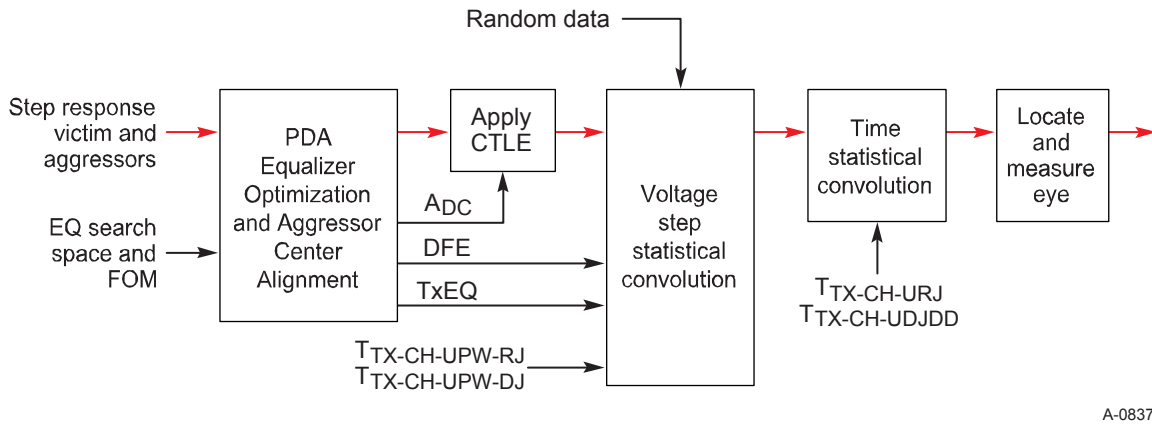 Random data
Step response
victim and
aggressors
EQ search
space and
FOM
PDA
Equalizer
Optimization
and Aggressor
Center
Alignment
Apply
CTLE
ADC
DFE
TxEQ
TTX-CH-UPW-RJ
TTX-CH-UPW-DJ
Voltage
step
statistical
convolution
Time
statistical
convolution
TTX-CH-URJ
TTX-CH-UDJDD
Locate
and
measure
eye
A-0837